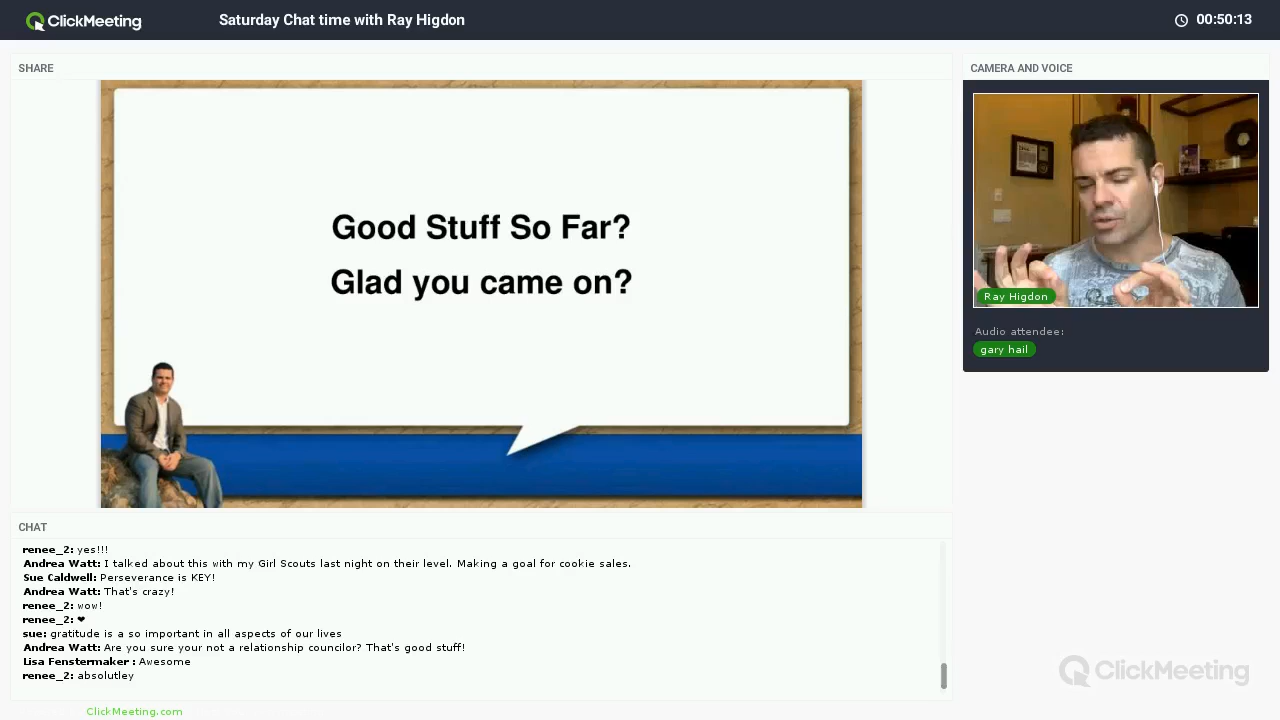 ClickMeeting
Saturday Chat time with Ray Higdon
00:50:13
SHARE
CAMERA AND VOICE
Good Stuff So Far?
Glad you came on?
Ray Higdon
Audio attendee:
gary hail
CHAT
renee_2: yes!!!
Andrea Watt: I talked about this with my Girl Scouts last night on their level. Making a goal for cookie sales.
Sue Caldwell: Perseverance is KEY!
Andrea Watt: That's crazy!
renee_2: wow!
renee_2: ❤
sue: gratitude is a so important in all aspects of our lives
Andrea Watt: Are you sure your not a relationship councilor? That's good stuff!
Lisa Fenstermaker : Awesome
renee_2: absolutley
ClickMeeting
ClickMeeting.com